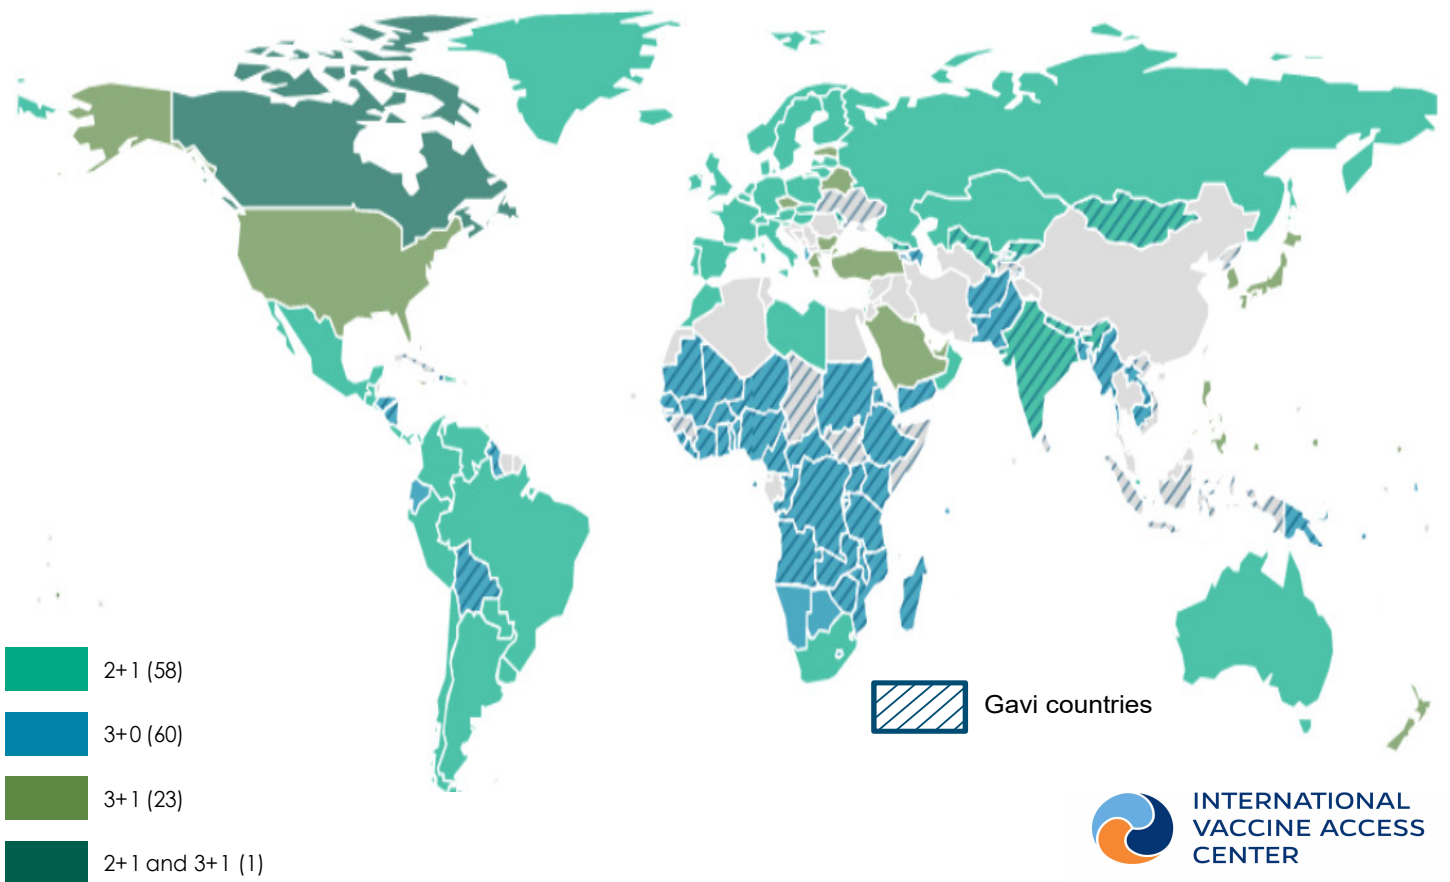 2+1 (58)
3+0 (60)
3+1 (23)
2+1 and 3+1 (1)
Gavi countries
INTERNATIONAL
VACCINE ACCESS
CENTER